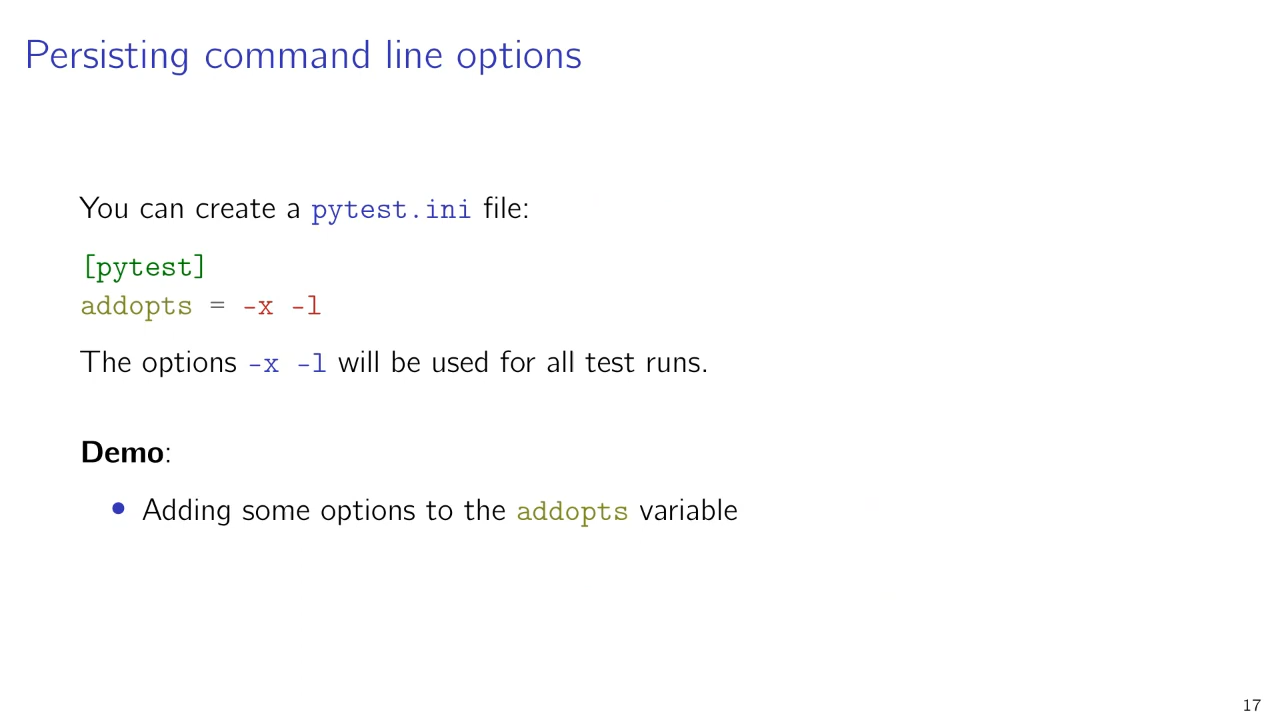 Persisting command line options
You can create a pytest.ini file:
[pytest]
addopts = -x -l
The options -x -l will be used for all test runs.
Demo:
• Adding some options to the addopts variable
17